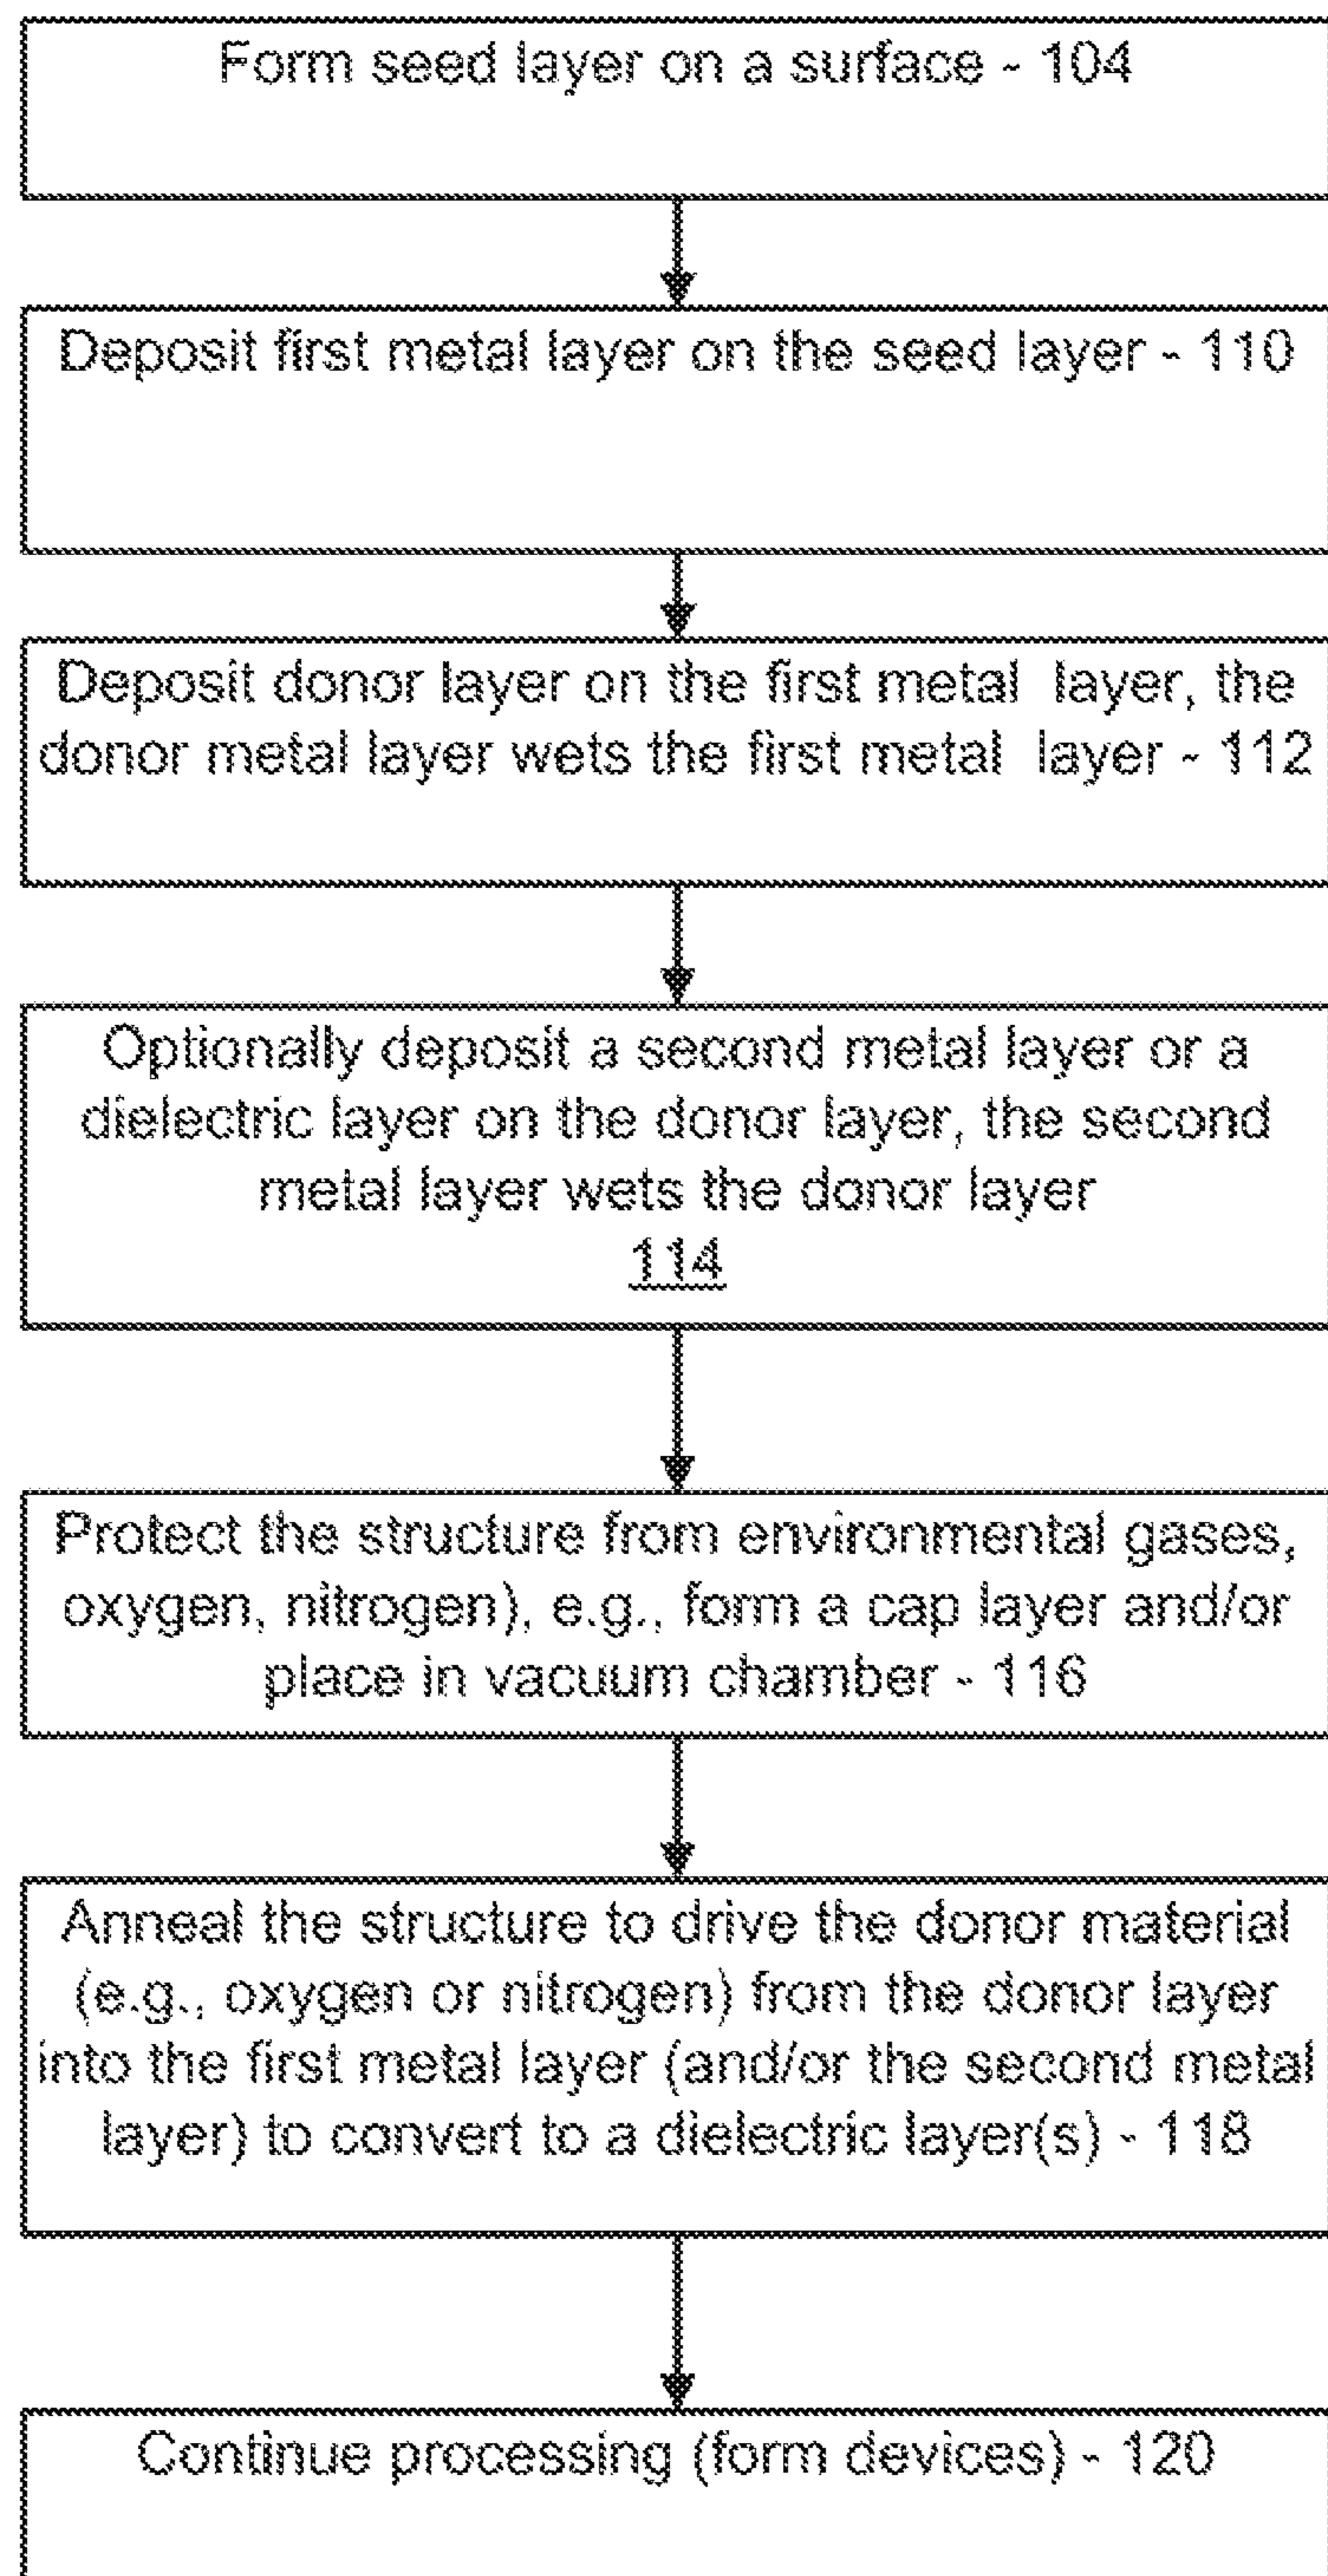 Form seed layer on a surface - 104
Deposit first metal layer on the seed layer - 110
Deposit donor layer on the first metal layer, the
donor metal layer wets the first metal layer - 112
Optionally deposit a second metal layer or a
dielectric layer on the donor layer, the second
metal layer wets the donor layer
114
Protect the structure from environmental gases,
oxygen, nitrogen), e.g., form a cap layer and/or
place in vacuum chamber - 116
Anneal the structure to drive the donor material
(e.g., oxygen or nitrogen) from the donor layer
into the first metal layer (and/or the second metal
layer) to convert to a dielectric layer(s) - 118
Continue processing (form devices) - 120